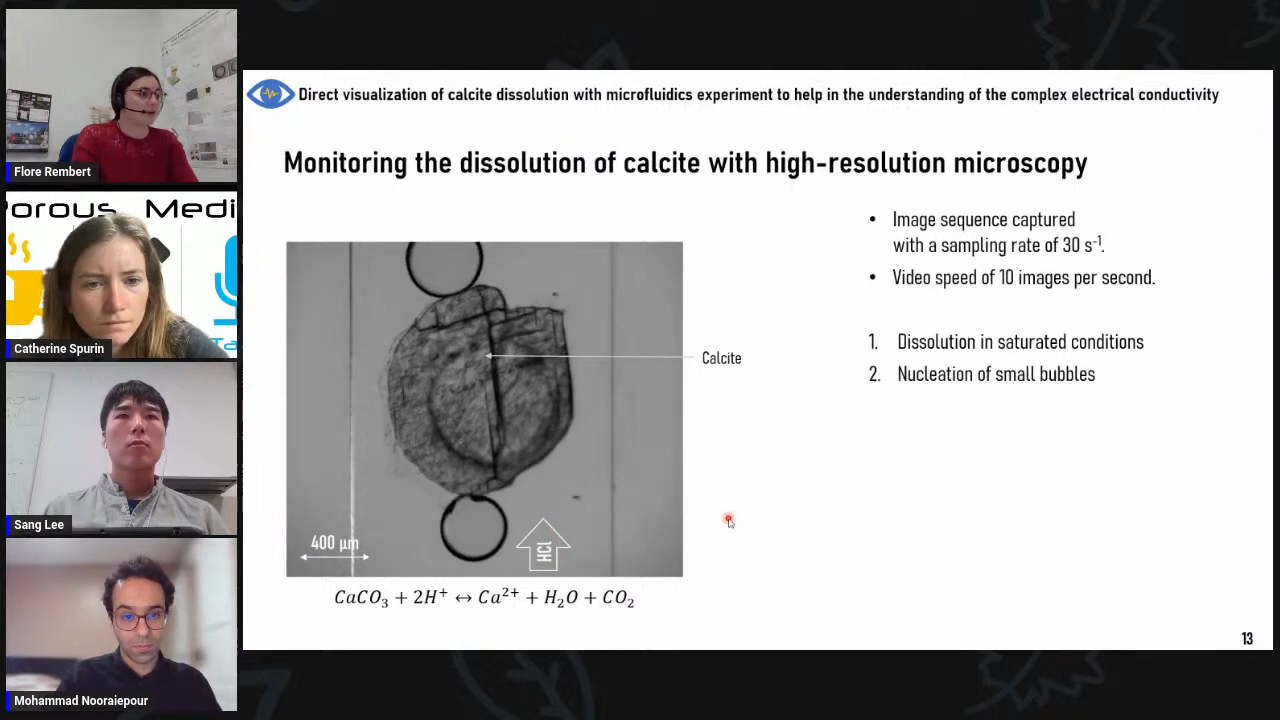 Flore Rembert
Porous Medi
Ta
Catherine Spurin
Sang Lee
Mohammad Nooraiepour
Direct visualization of calcite dissolution with microfluidics experiment to help in the understanding of the complex electrical conductivity
Monitoring the dissolution of calcite with high-resolution microscopy
• Image sequence captured
with a sampling rate of 30 s⁻¹.
• Video speed of 10 images per second.
1. Dissolution in saturated conditions
2. Nucleation of small bubbles
Calcite
400 µm
HCl
CaCO₃ + 2H⁺ ↔ Ca²⁺ + H₂O + CO₂
13